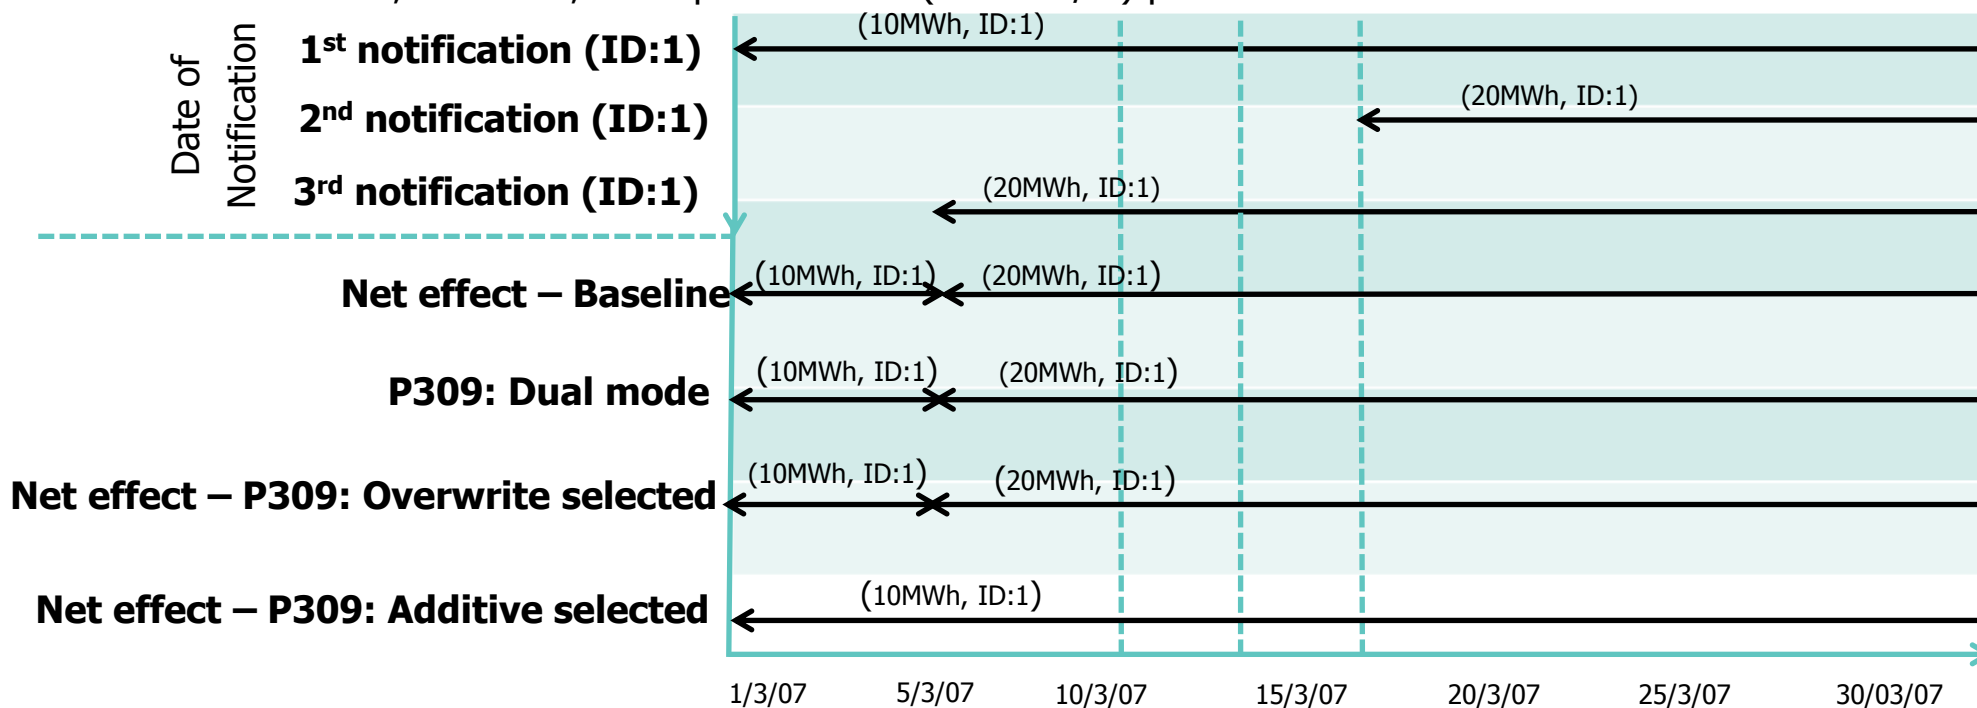 Date of
Notification
1st notification (ID:1)
(10MWh, ID:1)
2nd notification (ID:1)
(20MWh, ID:1)
3rd notification (ID:1)
(20MWh, ID:1)
Net effect – Baseline
(10MWh, ID:1)
(20MWh, ID:1)
P309: Dual mode
(10MWh, ID:1)
(20MWh, ID:1)
Net effect – P309: Overwrite selected
(10MWh, ID:1)
(20MWh, ID:1)
Net effect – P309: Additive selected
(10MWh, ID:1)
1/3/07 5/3/07 10/3/07 15/3/07 20/3/07 25/3/07 30/03/07